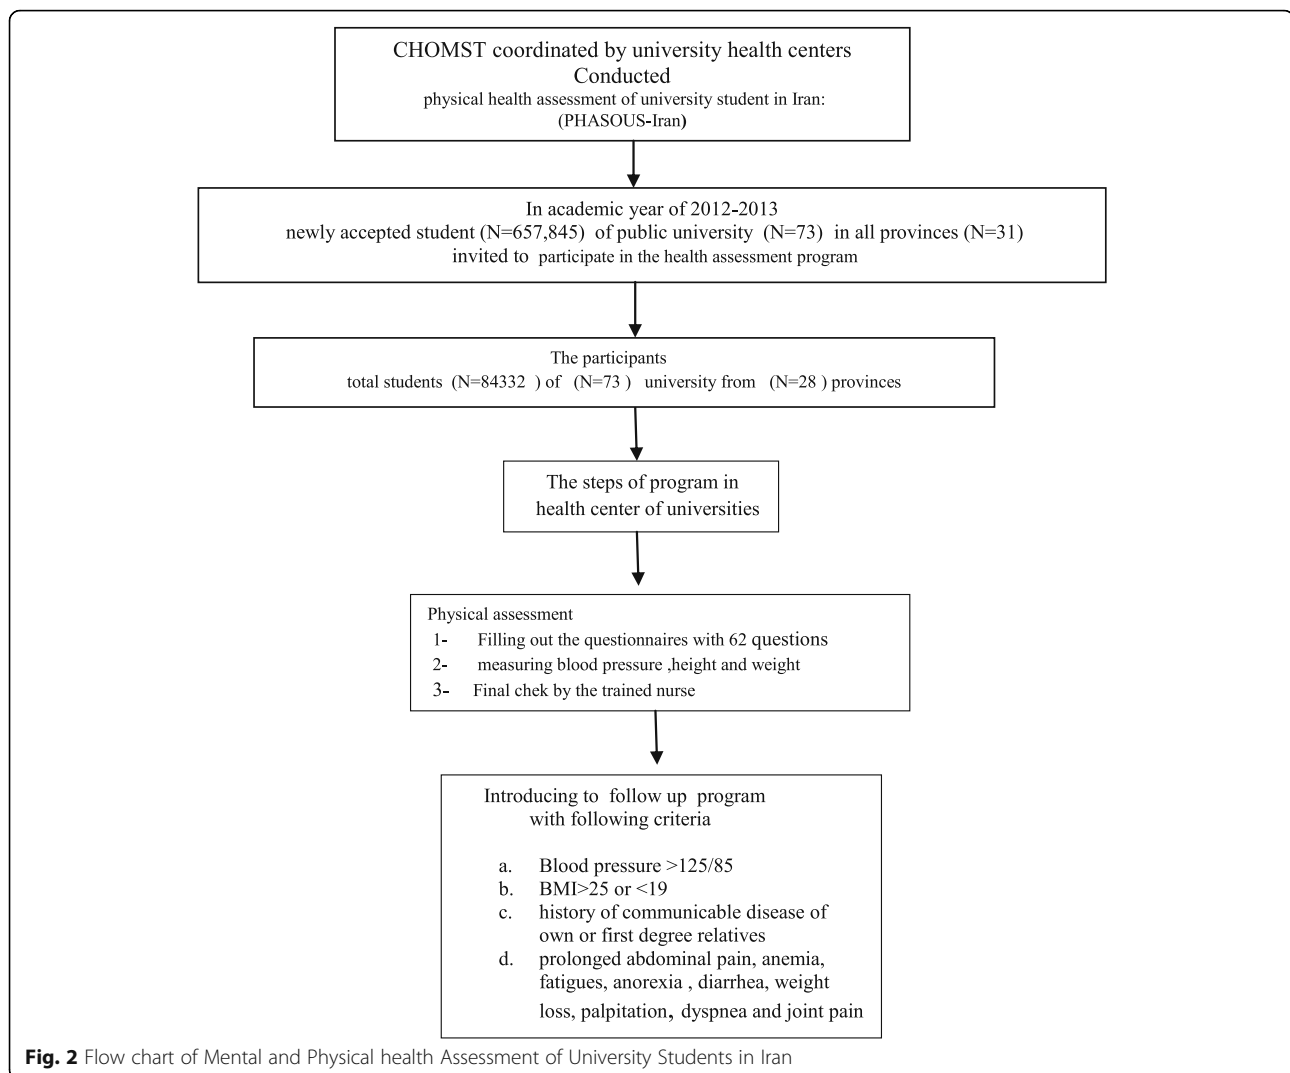 CHOMST coordinated by university health centers
Conducted
physical health assessment of university student in Iran:
(PHASOUS-Iran)
In academic year of 2012-2013
newly accepted student (N=657,845) of public university (N=73) in all provinces (N=31)
invited to participate in the health assessment program
The participants
total students (N=84332 ) of (N=73 ) university from (N=28 ) provinces
The steps of program in
health center of universities
Physical assessment
1- Filling out the questionnaires with 62 questions
2- measuring blood pressure ,height and weight
3- Final chek by the trained nurse
Introducing to follow up program
with following criteria
a. Blood pressure >125/85
b. BMI>25 or <19
c. history of communicable disease of
own or first degree relatives
d. prolonged abdominal pain, anemia,
fatigues, anorexia , diarrhea, weight
loss, palpitation, dyspnea and joint pain
Fig. 2 Flow chart of Mental and Physical health Assessment of University Students in Iran